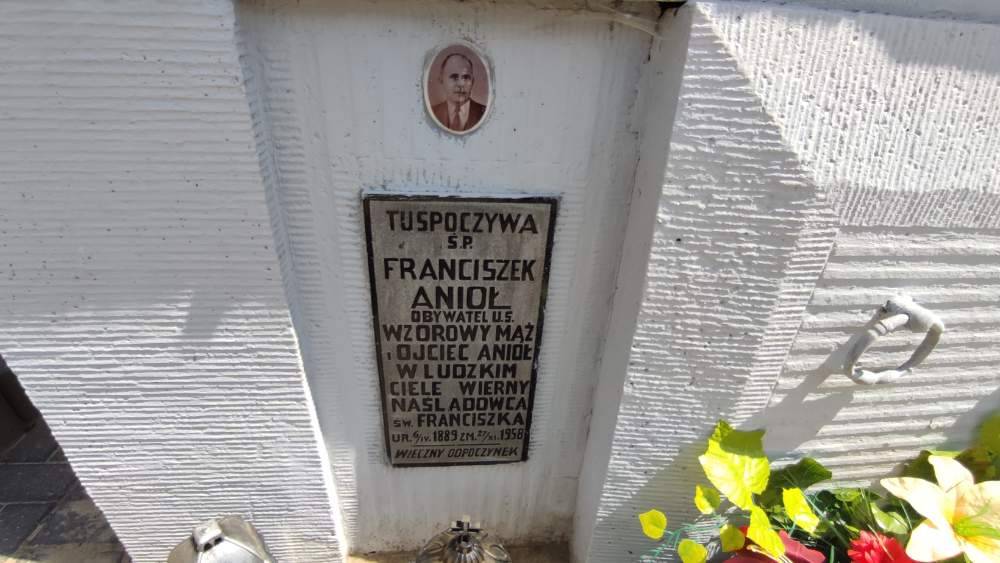 TU SPOCZYWA
Ś.P.
FRANCISZEK
ANIOŁ
OBYWATEL U.S.
WZOROWY MĄŻ
i OJCIEC ANIOŁ
W LUDZKIM
CIELE WIERNY
NAŚLADOWCA
ŚW. FRANCISZKA
UR. 6/IV. 1889 ZM. 27/XI. 1958
WIECZNY ODPOCZYNEK